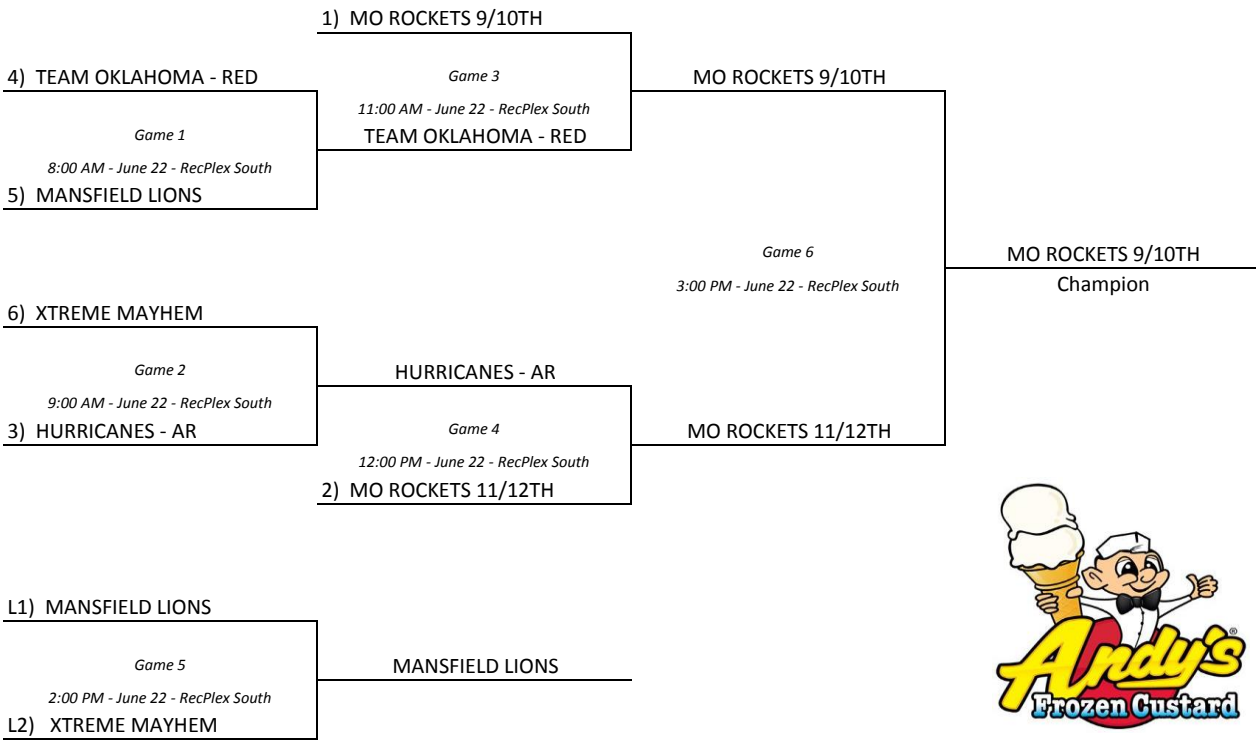 1) MO ROCKETS 9/10TH
4) TEAM OKLAHOMA - RED
Game 3
MO ROCKETS 9/10TH
11:00 AM - June 22 - RecPlex South
Game 1
TEAM OKLAHOMA - RED
8:00 AM - June 22 - RecPlex South
5) MANSFIELD LIONS
Game 6
MO ROCKETS 9/10TH
3:00 PM - June 22 - RecPlex South
Champion
6) XTREME MAYHEM
Game 2
HURRICANES - AR
9:00 AM - June 22 - RecPlex South
3) HURRICANES - AR
Game 4
MO ROCKETS 11/12TH
12:00 PM - June 22 - RecPlex South
2) MO ROCKETS 11/12TH
L1) MANSFIELD LIONS
Game 5
MANSFIELD LIONS
2:00 PM - June 22 - RecPlex South
L2) XTREME MAYHEM
Andy's®
Frozen Custard